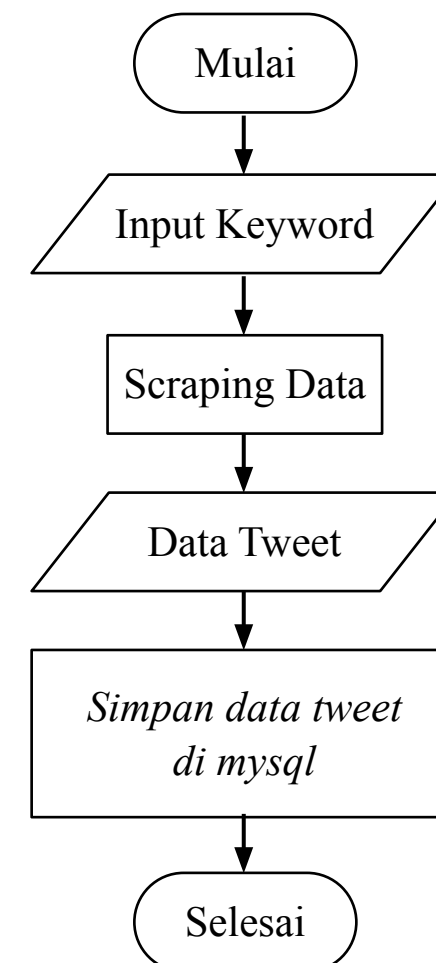 Mulai
Input Keyword
Scraping Data
Data Tweet
Simpan data tweet
di mysql
Selesai